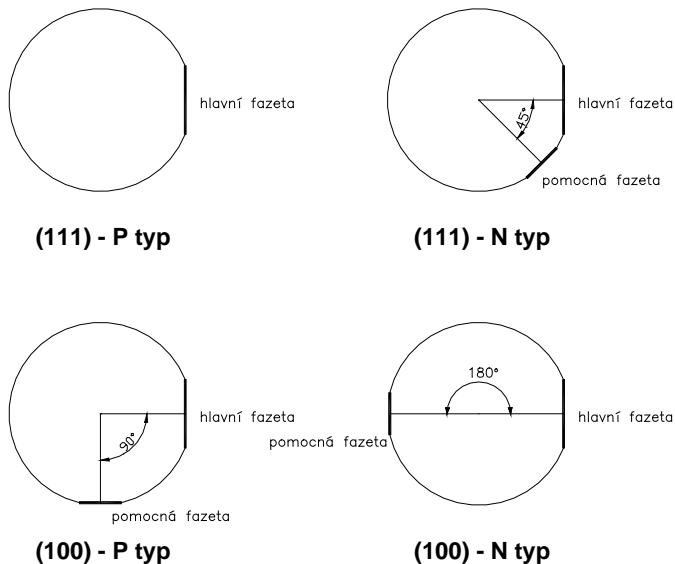 hlavní fazeta
(111) - P typ
45°
hlavní fazeta
pomocná fazeta
(111) - N typ
90°
hlavní fazeta
pomocná fazeta
(100) - P typ
180°
hlavní fazeta
pomocná fazeta
(100) - N typ